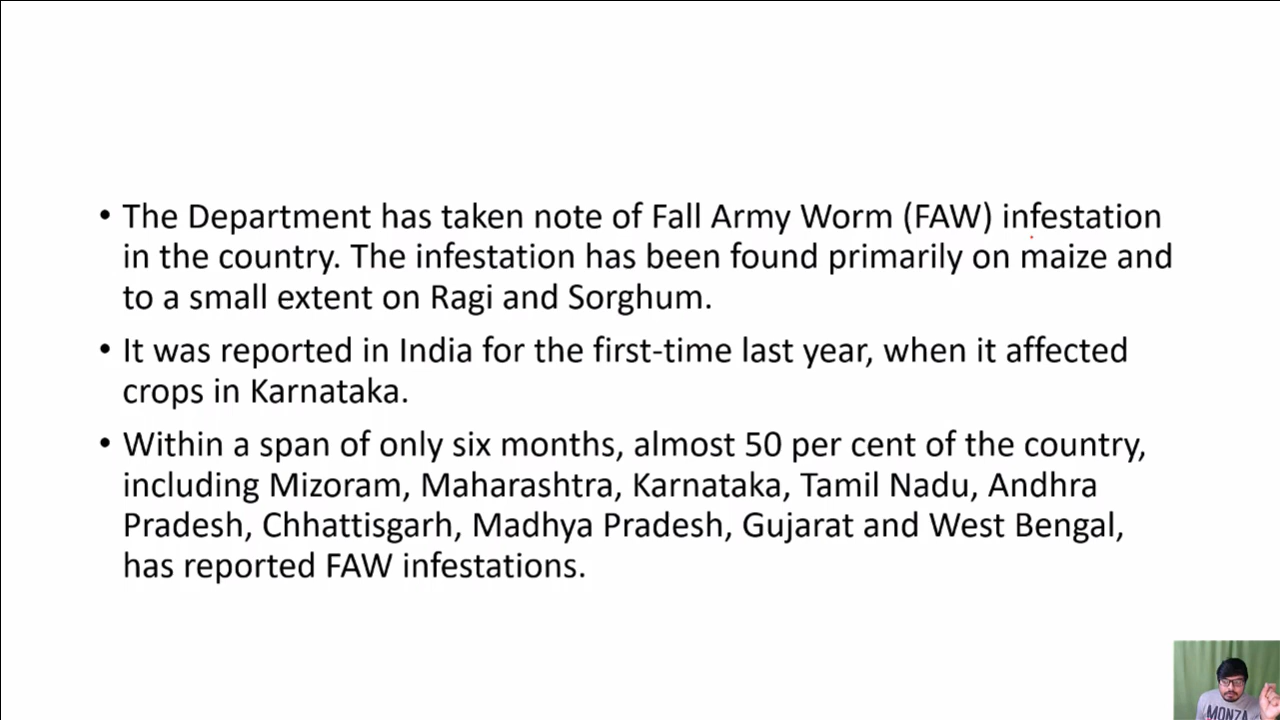 • The Department has taken note of Fall Army Worm (FAW) infestation
in the country. The infestation has been found primarily on maize and
to a small extent on Ragi and Sorghum.
• It was reported in India for the first-time last year, when it affected
crops in Karnataka.
• Within a span of only six months, almost 50 per cent of the country,
including Mizoram, Maharashtra, Karnataka, Tamil Nadu, Andhra
Pradesh, Chhattisgarh, Madhya Pradesh, Gujarat and West Bengal,
has reported FAW infestations.
MONZA